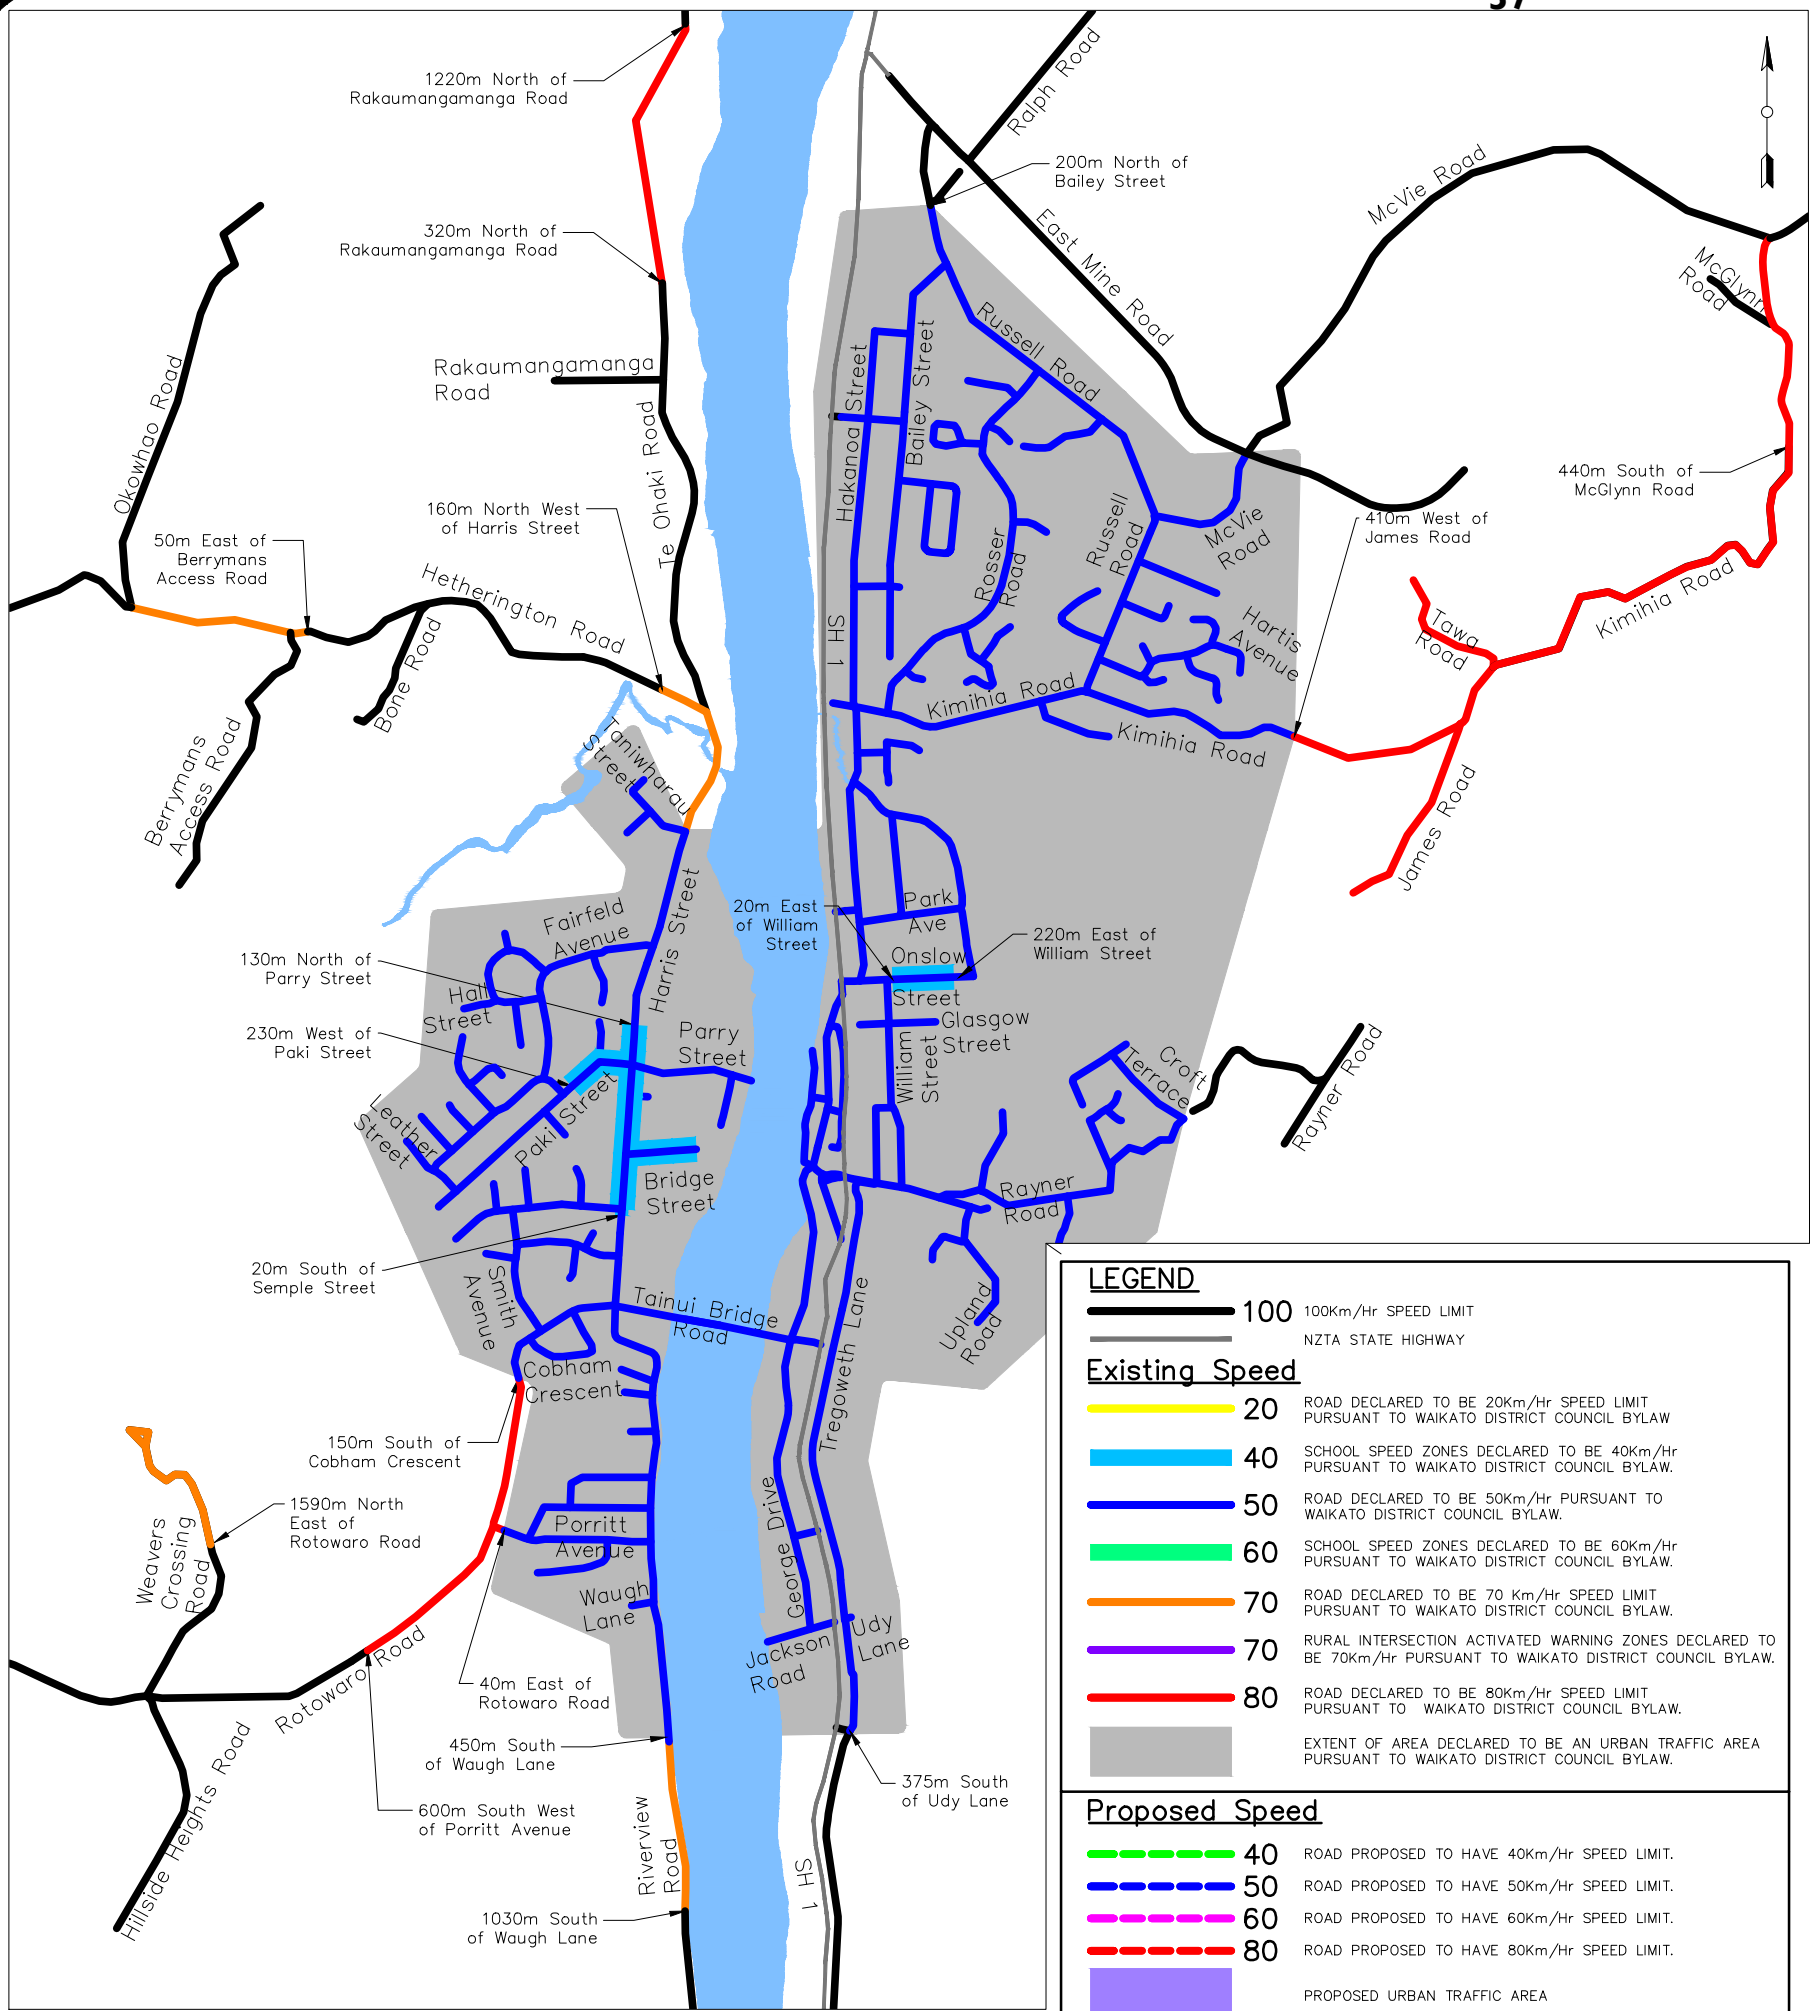 37
1220m North of
Rakaumangamanga Road
Ralph Road
200m North of
Bailey Street
McVie Road
320m North of
Rakaumangamanga Road
East Mine Road
McGlynn
Road
Rakaumangamanga
Road
Okowhao Road
Te Ohaki Road
Hakanoa Street
Bailey Street
Russell Road
440m South of
McGlynn Road
160m North West
of Harris Street
410m West of
James Road
50m East of
Berrymans
Access Road
Hetherington Road
Bone Road
Berrymans
Access Road
Rosser
Road
Russell
Road
McVie
Road
Hartis
Avenue
SH 1
Tawa
Road
Kimihia Road
Kimihia Road
Kimihia Road
James Road
Taniwharau
Street
Harris Street
Fairfeld
Avenue
20m East
of William
Street
Park
Ave
220m East of
William Street
Onslow
Street
130m North of
Parry Street
Hall
Street
230m West of
Paki Street
Parry
Street
Glasgow
Street
William
Street
Croft
Terrace
Rayner Road
Leather
Street
Paki Street
Bridge
Street
Rayner
Road
20m South of
Semple Street
Smith
Avenue
Tainui Bridge
Road
Tregoweth Lane
Upland
Road
Cobham
Crescent
150m South of
Cobham Crescent
1590m North
East of
Rotowaro Road
Weavers
Crossing
Road
Porritt
Avenue
George Drive
Waugh
Lane
Jackson
Road
Udy
Lane
Rotowaro Road
40m East of
Rotowaro Road
Hillside Heights Road
450m South
of Waugh Lane
375m South
of Udy Lane
600m South West
of Porritt Avenue
Riverview
Road
SH 1
1030m South
of Waugh Lane
LEGEND
100 100Km/Hr SPEED LIMIT
NZTA STATE HIGHWAY
Existing Speed
20 ROAD DECLARED TO BE 20Km/Hr SPEED LIMIT
PURSUANT TO WAIKATO DISTRICT COUNCIL BYLAW
40 SCHOOL SPEED ZONES DECLARED TO BE 40Km/Hr
PURSUANT TO WAIKATO DISTRICT COUNCIL BYLAW.
50 ROAD DECLARED TO BE 50Km/Hr PURSUANT TO
WAIKATO DISTRICT COUNCIL BYLAW.
60 SCHOOL SPEED ZONES DECLARED TO BE 60Km/Hr
PURSUANT TO WAIKATO DISTRICT COUNCIL BYLAW.
70 ROAD DECLARED TO BE 70 Km/Hr SPEED LIMIT
PURSUANT TO WAIKATO DISTRICT COUNCIL BYLAW.
70 RURAL INTERSECTION ACTIVATED WARNING ZONES DECLARED TO
BE 70Km/Hr PURSUANT TO WAIKATO DISTRICT COUNCIL BYLAW.
80 ROAD DECLARED TO BE 80Km/Hr SPEED LIMIT
PURSUANT TO WAIKATO DISTRICT COUNCIL BYLAW.
EXTENT OF AREA DECLARED TO BE AN URBAN TRAFFIC AREA
PURSUANT TO WAIKATO DISTRICT COUNCIL BYLAW.
Proposed Speed
40 ROAD PROPOSED TO HAVE 40Km/Hr SPEED LIMIT.
50 ROAD PROPOSED TO HAVE 50Km/Hr SPEED LIMIT.
60 ROAD PROPOSED TO HAVE 60Km/Hr SPEED LIMIT.
80 ROAD PROPOSED TO HAVE 80Km/Hr SPEED LIMIT.
PROPOSED URBAN TRAFFIC AREA